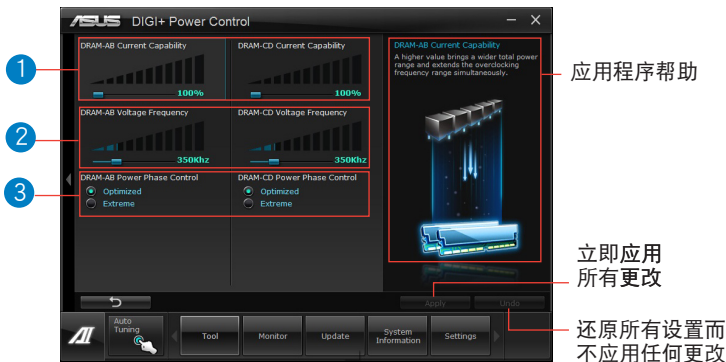 ASUS DIGI+ Power Control
1
DRAM-AB Current Capability
100%
DRAM-CD Current Capability
100%
2
DRAM-AB Voltage Frequency
350Khz
DRAM-CD Voltage Frequency
350Khz
3
DRAM-AB Power Phase Control
Optimized
Extreme
DRAM-CD Power Phase Control
Optimized
Extreme
DRAM-AB Current Capability
A higher value brings a wider total power
range and extends the overclocking
frequency range simultaneously.
应用程序帮助
立即应用
所有更改
还原所有设置而
不应用任何更改
Apply
Undo
AI
Auto
Tuning
Tool
Monitor
Update
System
Information
Settings